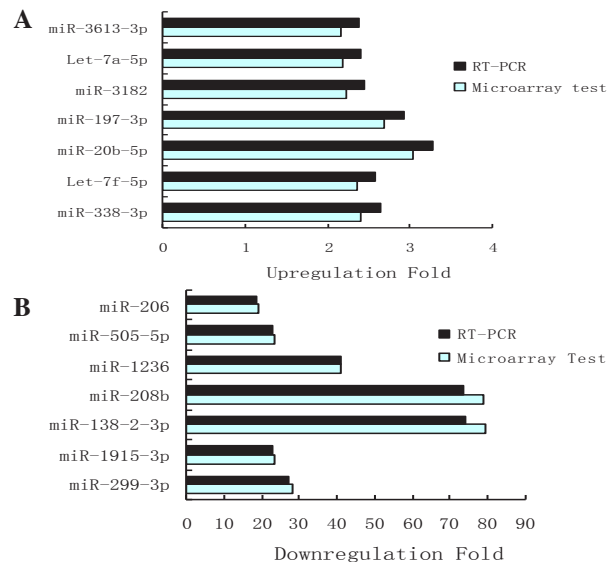 A
miR-3613-3p
Let-7a-5p
miR-3182
miR-197-3p
miR-20b-5p
Let-7f-5p
miR-338-3p
RT-PCR
Microarray test
0 1 2 3 4
Upregulation Fold
B
miR-206
miR-505-5p
miR-1236
miR-208b
miR-138-2-3p
miR-1915-3p
miR-299-3p
RT-PCR
Microarray Test
0 10 20 30 40 50 60 70 80 90
Downregulation Fold